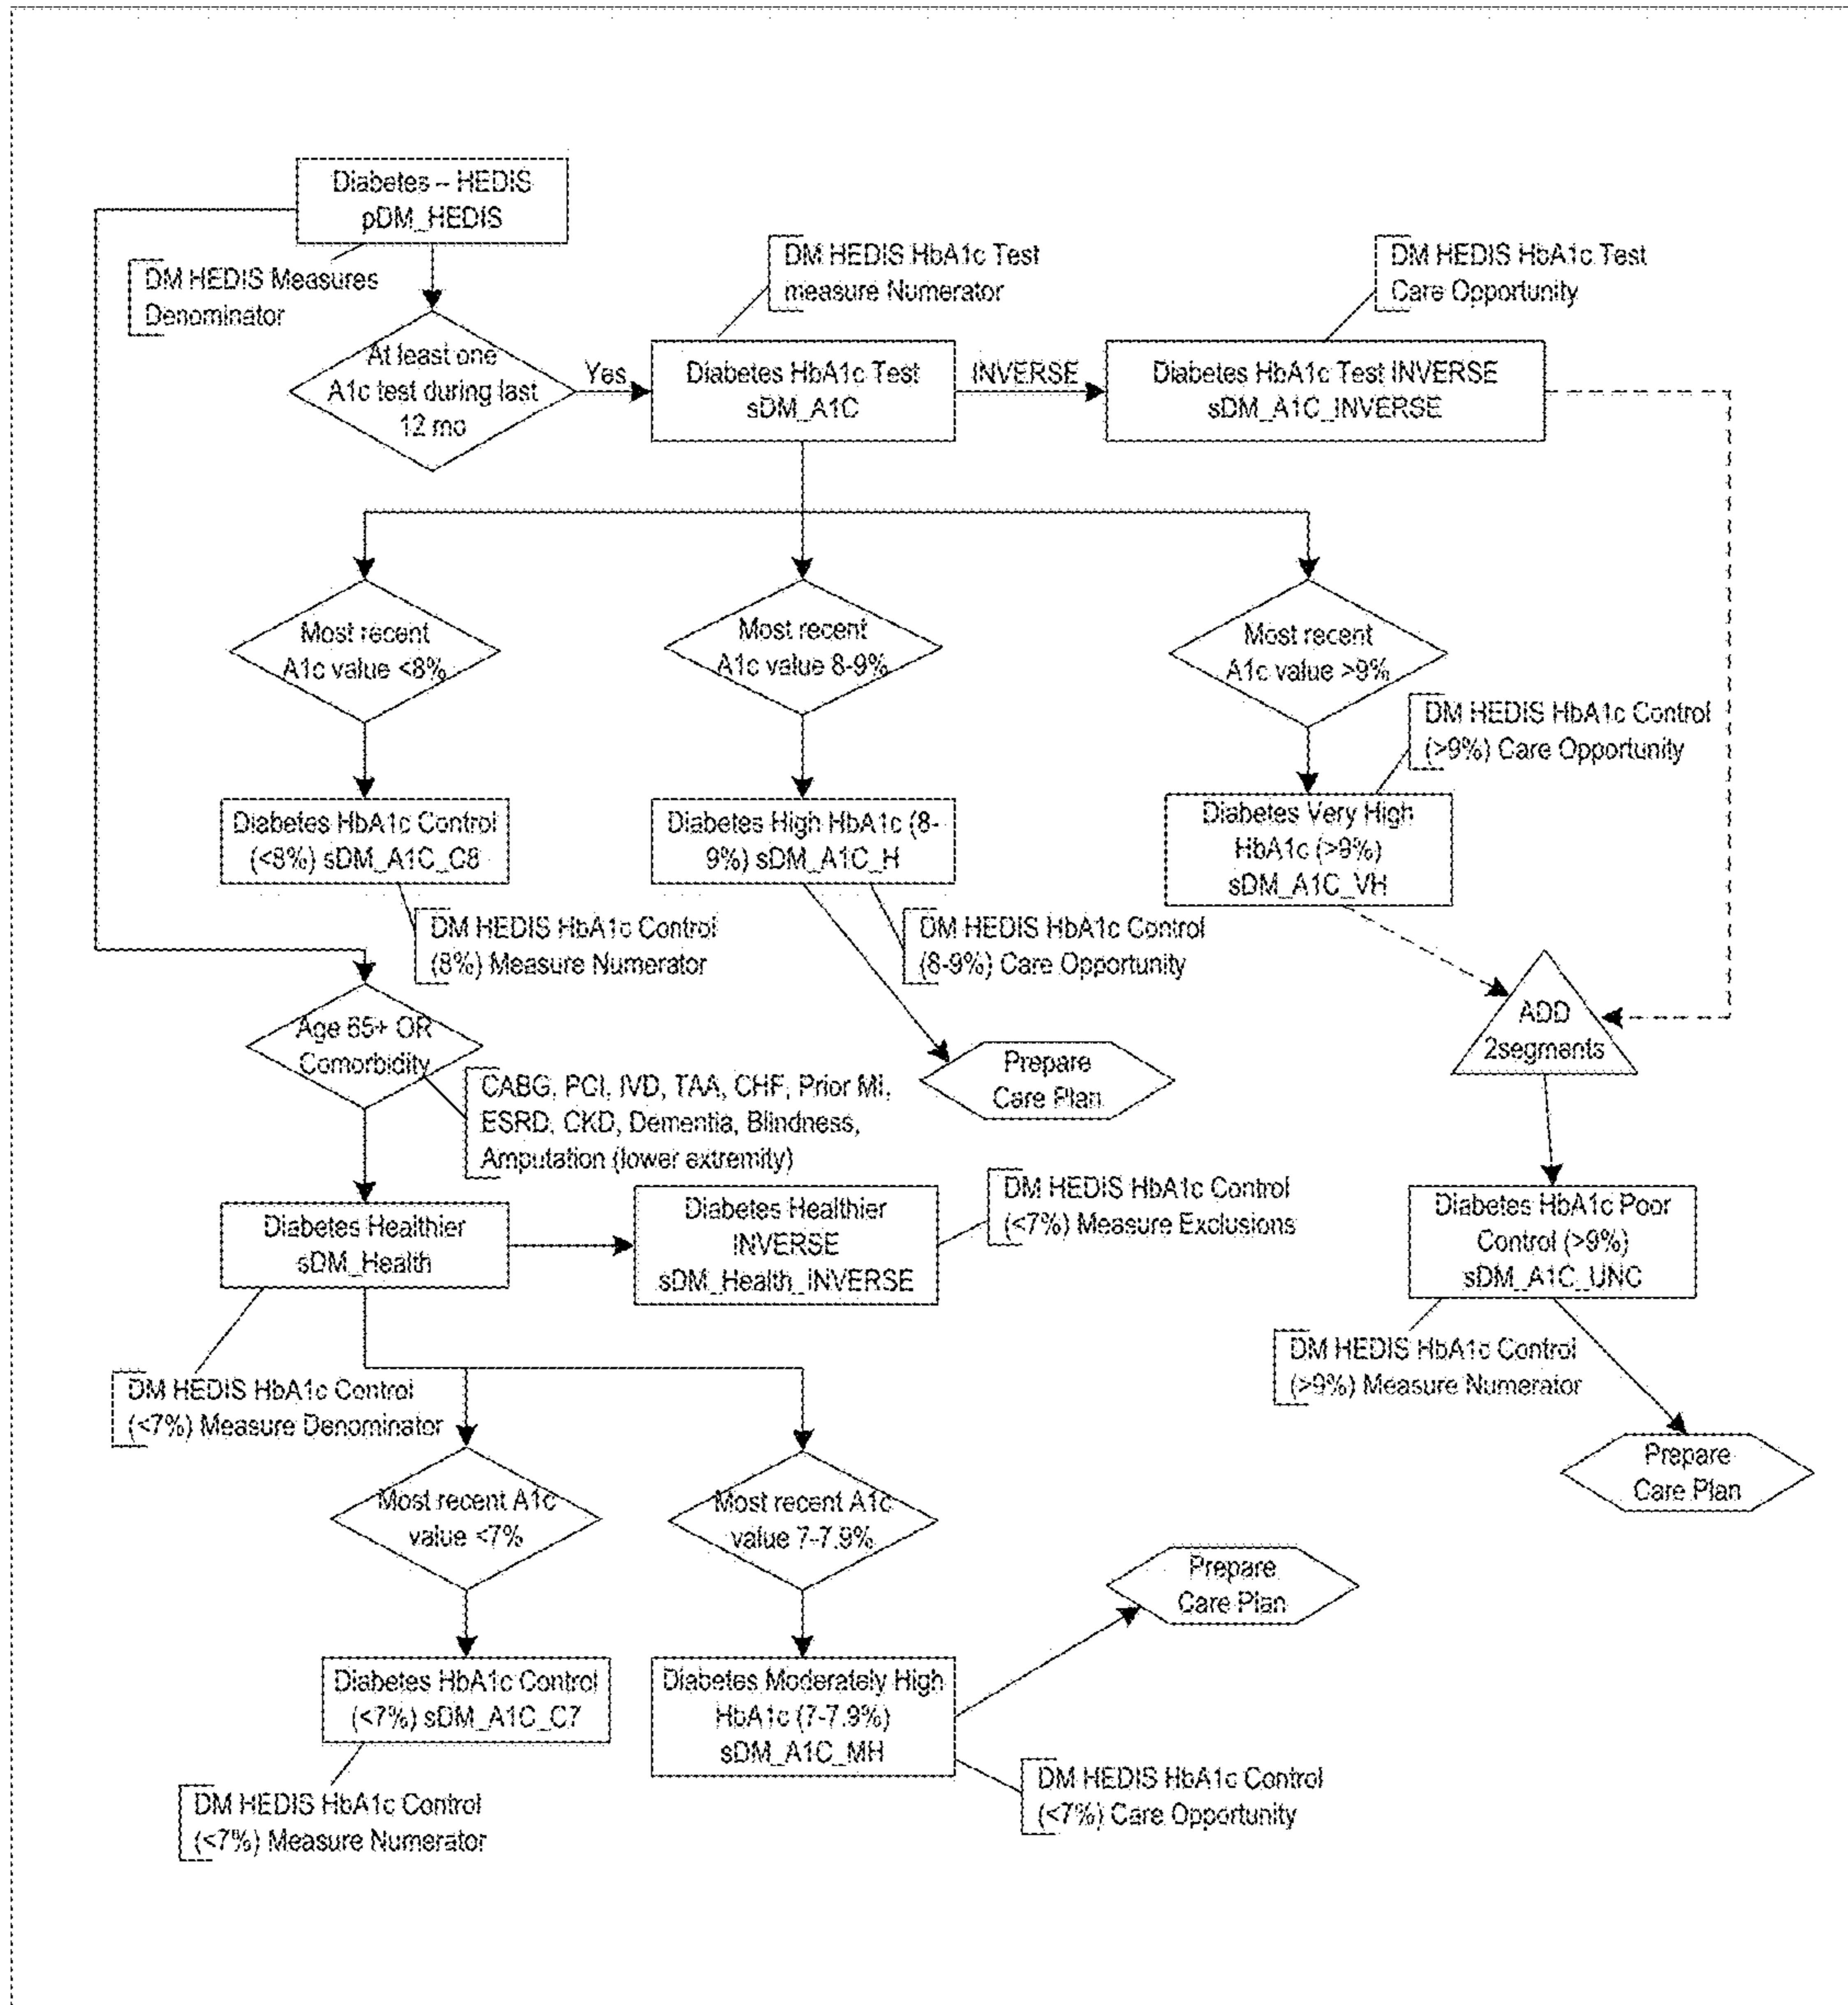 Diabetes – HEDIS
pDM_HEDIS
DM HEDIS Measures
Denominator
At least one
A1c test during last
12 mo
Yes
DM HEDIS HbA1c Test
measure Numerator
Diabetes HbA1c Test
sDM_A1C
INVERSE
DM HEDIS HbA1c Test
Care Opportunity
Diabetes HbA1c Test INVERSE
sDM_A1C_INVERSE
Most recent
A1c value <8%
Most recent
A1c value 8-9%
Most recent
A1c value >9%
DM HEDIS HbA1c Control
(>9%) Care Opportunity
Diabetes HbA1c Control
(<8%) sDM_A1C_C8
Diabetes High HbA1c (8-
9%) sDM_A1C_H
Diabetes Very High
HbA1c (>9%)
sDM_A1C_VH
DM HEDIS HbA1c Control
(8%) Measure Numerator
DM HEDIS HbA1c Control
(8-9%) Care Opportunity
Age 65+ OR
Comorbidity
Prepare
Care Plan
ADD
2segments
CABG, PCI, IVD, TAA, CHF, Prior MI,
ESRD, CKD, Dementia, Blindness,
Amputation (lower extremity)
Diabetes Healthier
sDM_Health
Diabetes Healthier
INVERSE
sDM_Health_INVERSE
DM HEDIS HbA1c Control
(<7%) Measure Exclusions
Diabetes HbA1c Poor
Control (>9%)
sDM_A1C_UNC
DM HEDIS HbA1c Control
(>9%) Measure Numerator
DM HEDIS HbA1c Control
(<7%) Measure Denominator
Prepare
Care Plan
Most recent A1c
value <7%
Most recent A1c
value 7-7.9%
Prepare
Care Plan
Diabetes HbA1c Control
(<7%) sDM_A1C_C7
Diabetes Moderately High
HbA1c (7-7.9%)
sDM_A1C_MH
DM HEDIS HbA1c Control
(<7%) Measure Numerator
DM HEDIS HbA1c Control
(<7%) Care Opportunity